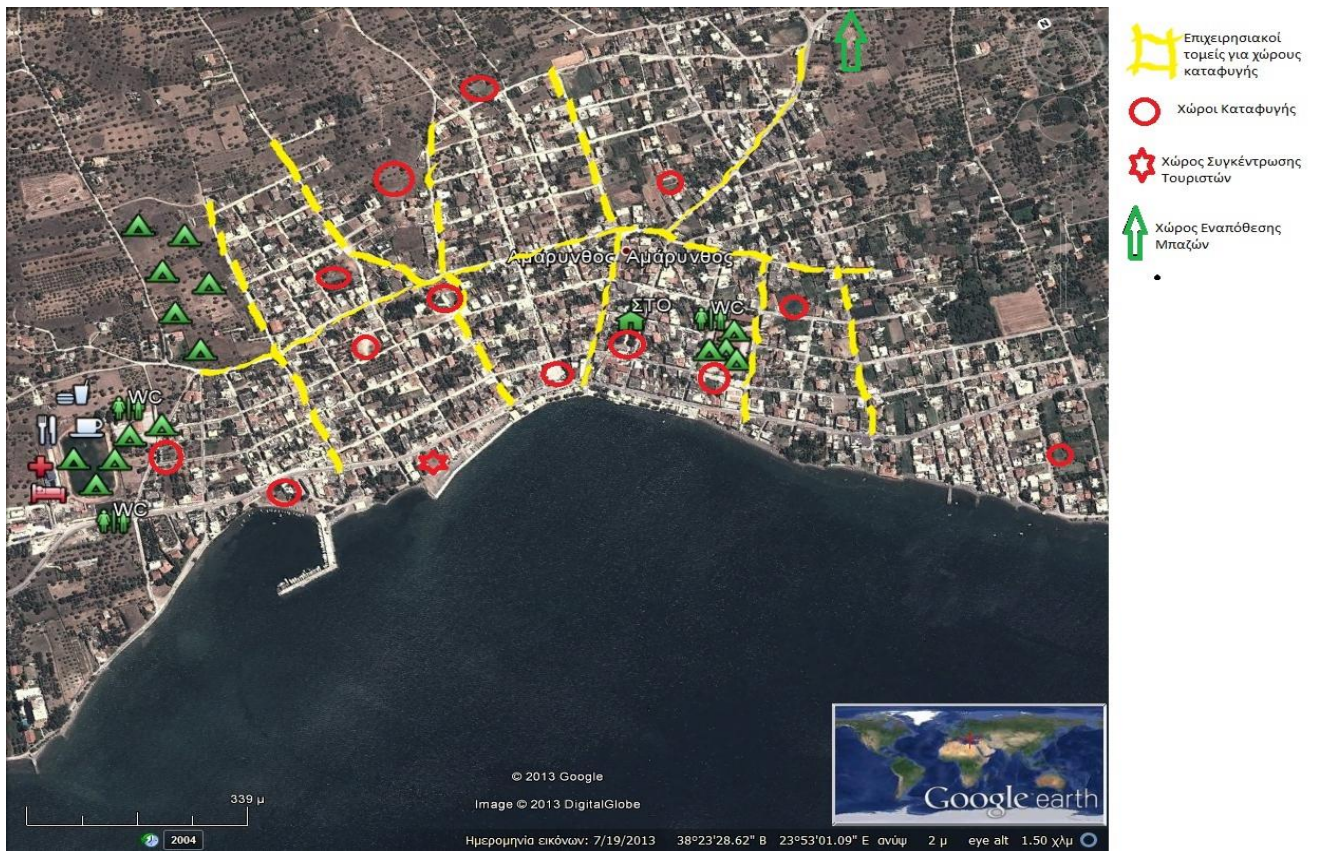 Επιχειρησιακοί
τομείς για χώρους
καταφυγής
Χώροι Καταφυγής
Χώρος Συγκέντρωσης
Τουριστών
Χώρος Εναπόθεσης
Μπαζών
Αμάρυνθος Αμάρυνθος
ΣΤΟ
WC
WC
WC
© 2013 Google
Image © 2013 DigitalGlobe
Google earth
339 μ
2004
Ημερομηνία εικόνων: 7/19/2013 38°23'28.62" Β 23°53'01.09" Ε ανύψ 2 μ eye alt 1.50 χλμ